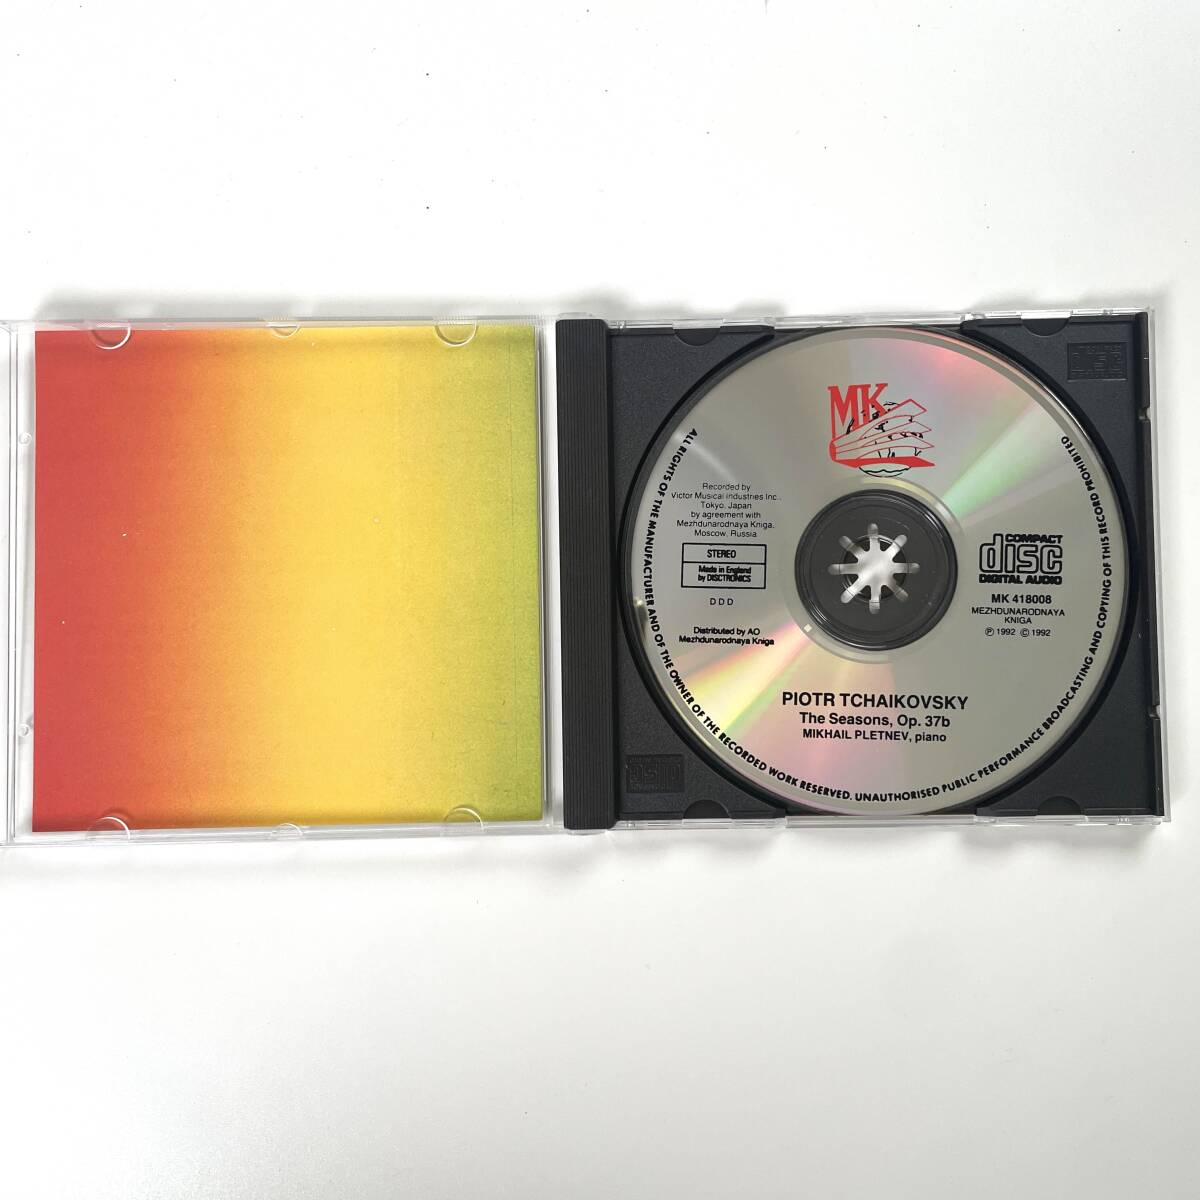 MK
Recorded by
Victor Musical Industries Inc.,
Tokyo, Japan
by agreement with
Mezhdunarodnaya Kniga,
Moscow, Russia
STEREO
Made in England
by DISCTRONICS
DDD
Distributed by AO
Mezhdunarodnaya Kniga
COMPACT
disc
DIGITAL AUDIO
MK 418008
MEZHDUNARODNAYA
KNIGA
Ⓟ 1992 © 1992
PIOTR TCHAIKOVSKY
The Seasons, Op. 37b
MIKHAIL PLETNEV, piano
ALL RIGHTS OF THE MANUFACTURER AND OF THE OWNER OF THE RECORDED WORK RESERVED. UNAUTHORISED PUBLIC PERFORMANCE BROADCASTING AND COPYING OF THIS RECORD PROHIBITED